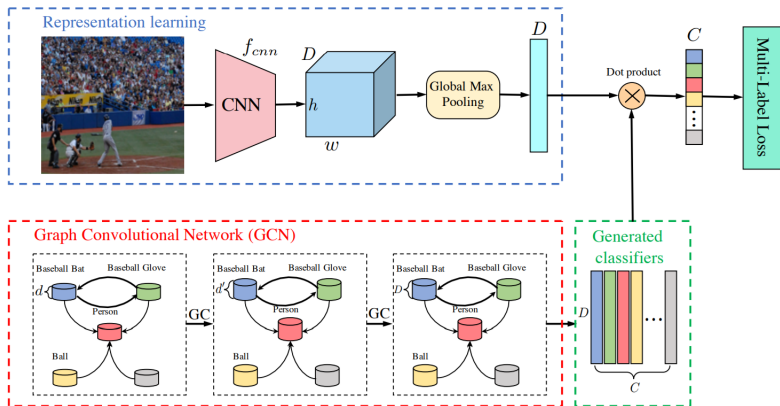 Representation learning
f_cnn
CNN
D
h
w
Global Max
Pooling
D
Dot product
C
Multi-Label Loss
Graph Convolutional Network (GCN)
Baseball Bat
Baseball Glove
d
Person
Ball
GC
Baseball Bat
Baseball Glove
d'
Person
Ball
GC
Baseball Bat
Baseball Glove
D
Person
Ball
Generated
classifiers
D
C